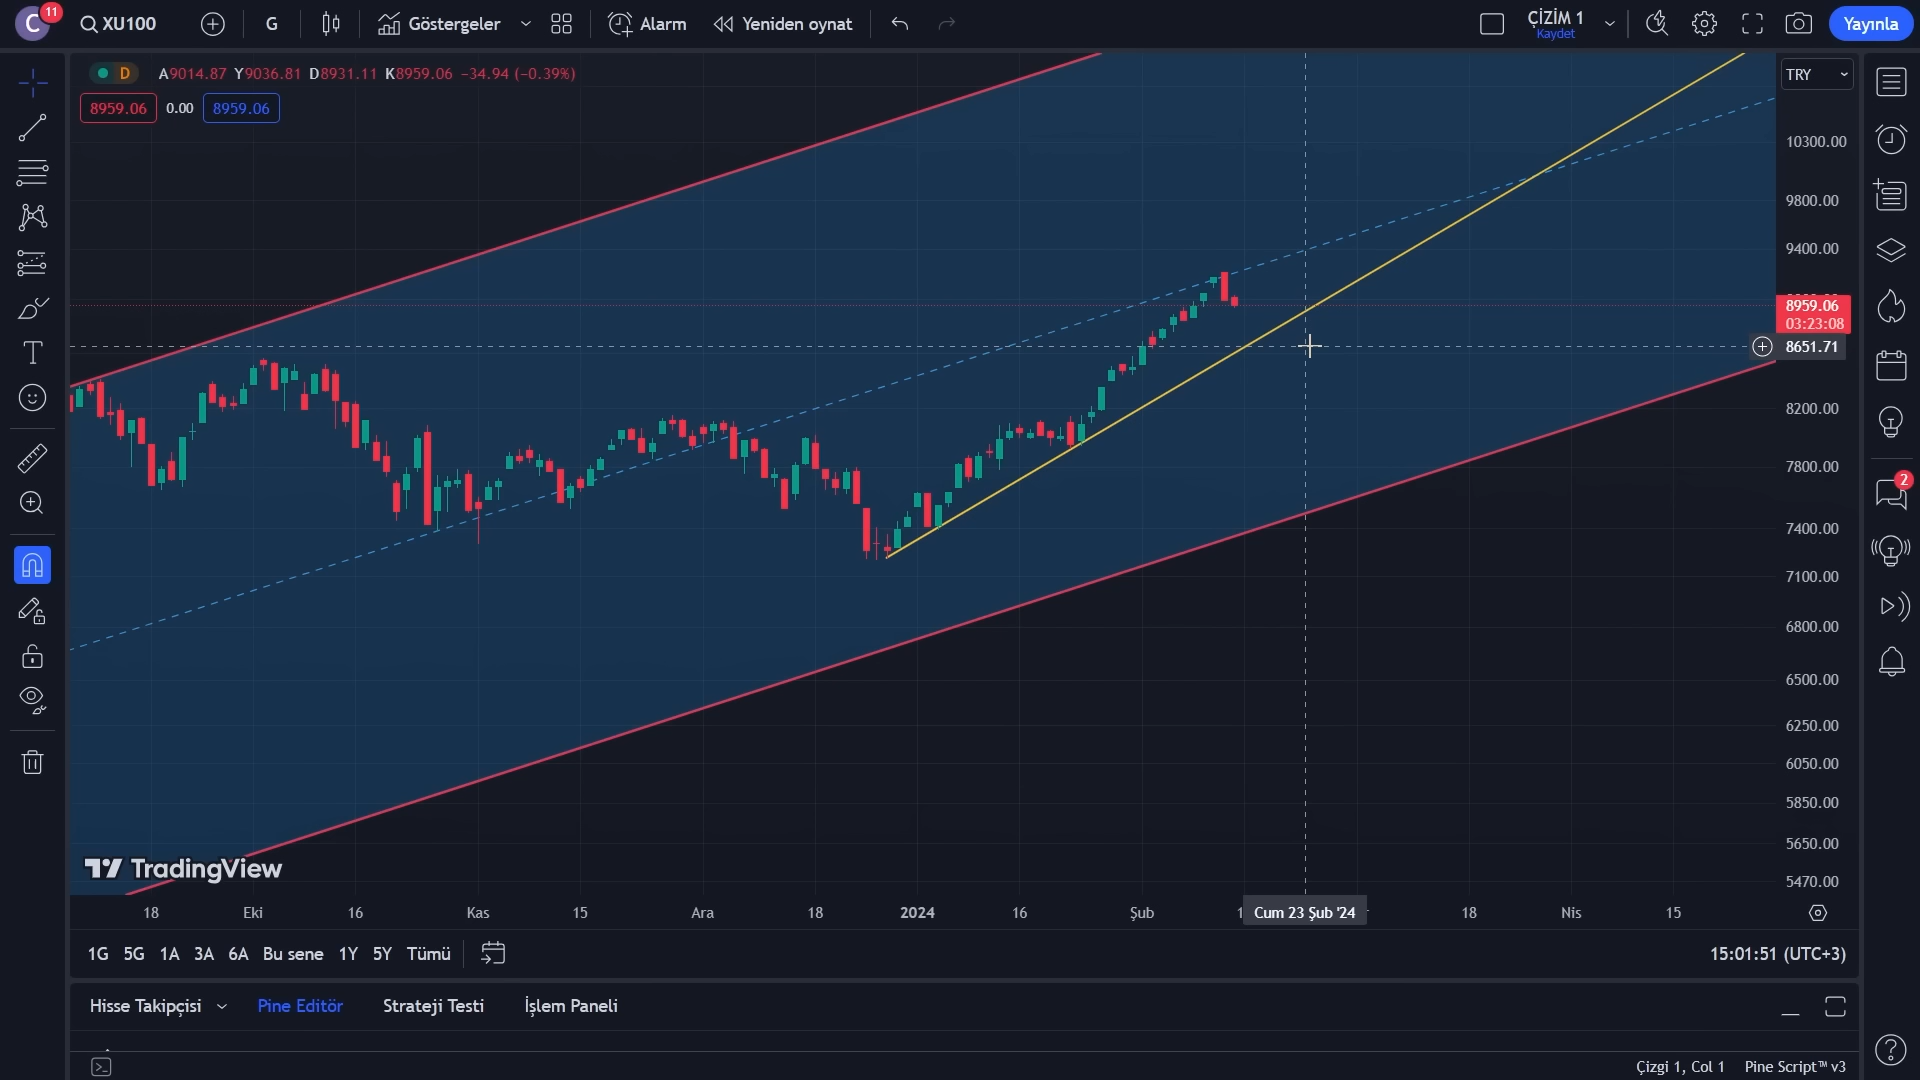 C 11 XU100 G Göstergeler Alarm Yeniden oynat ÇİZİM 1 Yayınla
Kaydet
D A9014.87 Y9036.81 D8931.11 K8959.06 −34.94 (−0.39%) TRY
8959.06 0.00 8959.06
10300.00
9800.00
9400.00
8959.06
03:23:08
8651.71
8200.00
7800.00
2
7400.00
7100.00
6800.00
6500.00
6250.00
6050.00
5850.00
5650.00
TradingView
5470.00
18 Eki 16 Kas 15 Ara 18 2024 16 Şub Cum 23 Şub '24 18 Nis 15
1G 5G 1A 3A 6A Bu sene 1Y 5Y Tümü 15:01:51 (UTC+3)
Hisse Takipçisi Pine Editör Strateji Testi İşlem Paneli
Çizgi 1, Col 1 Pine Script™ v3